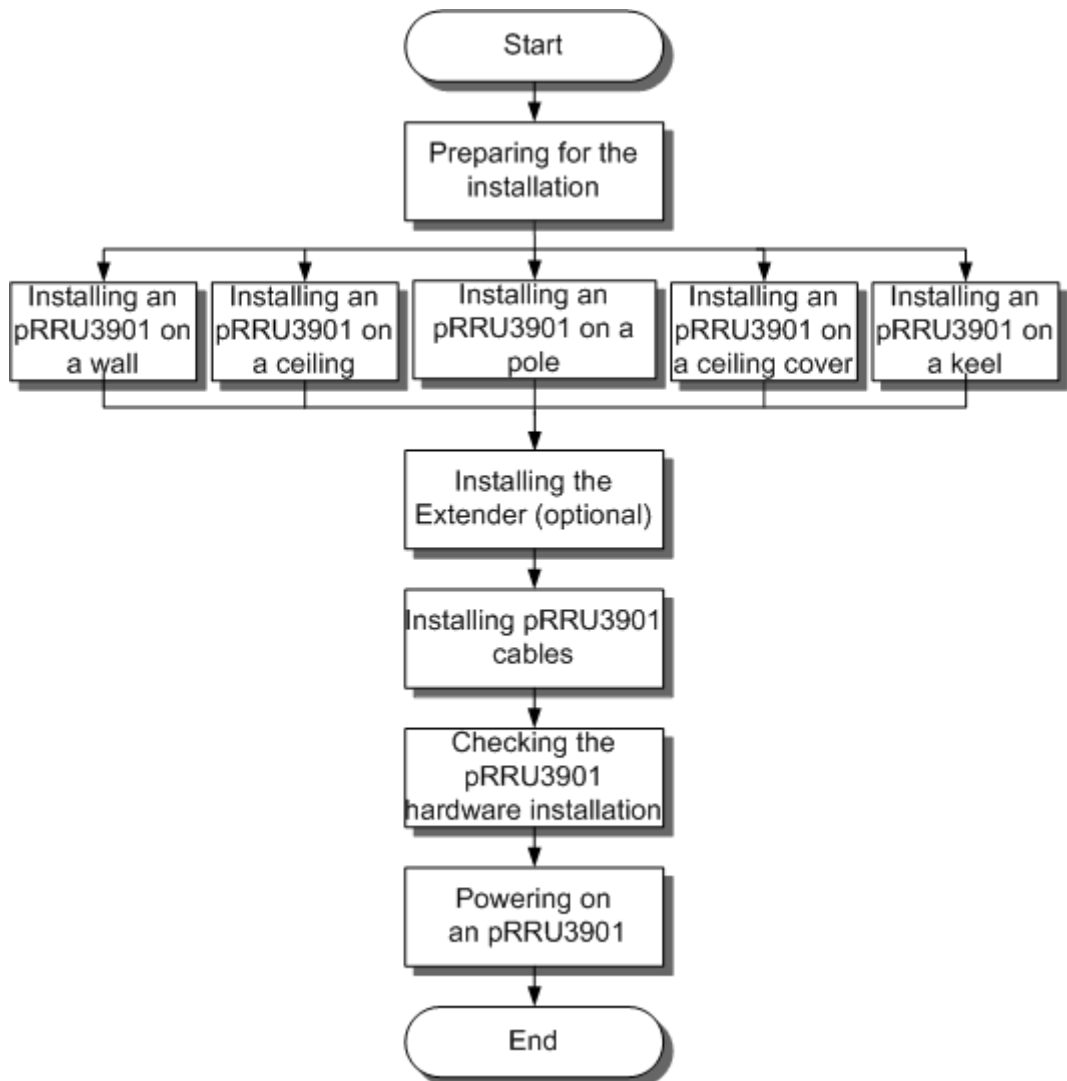 Start
Preparing for the
installation
Installing an
pRRU3901 on
a wall
Installing an
pRRU3901 on
a ceiling
Installing an
pRRU3901 on a
pole
Installing an
pRRU3901 on
a ceiling cover
Installing an
pRRU3901 on
a keel
Installing the
Extender (optional)
Installing pRRU3901
cables
Checking the
pRRU3901
hardware installation
Powering on
an pRRU3901
End